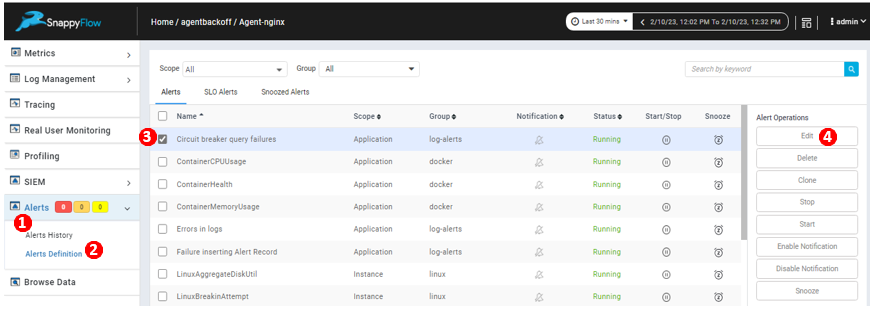 SnappyFlow
Home / agentbackoff / Agent-nginx
Last 30 mins
2/10/23, 12:02 PM To 2/10/23, 12:32 PM
admin
Metrics
Log Management
Tracing
Real User Monitoring
Profiling
SIEM
Alerts 0 0 0
1
Alerts History
Alerts Definition 2
Browse Data
Scope All Group All Search by keyword
Alerts SLO Alerts Snoozed Alerts
Name Scope Group Notification Status Start/Stop Snooze
3 Circuit breaker query failures Application log-alerts Running
ContainerCPUUsage Application docker Running
ContainerHealth Application docker Running
ContainerMemoryUsage Application docker Running
Errors in logs Application log-alerts Running
Failure inserting Alert Record Application log-alerts Running
LinuxAggregateDiskUtil Instance linux Running
LinuxBreakinAttempt Instance linux Running
Alert Operations
Edit 4
Delete
Clone
Stop
Start
Enable Notification
Disable Notification
Snooze